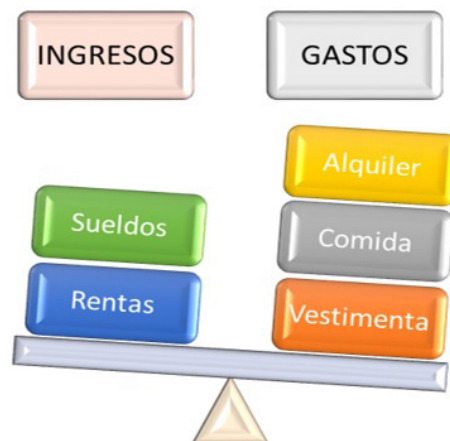 INGRESOS
GASTOS
Alquiler
Sueldos
Comida
Rentas
Vestimenta